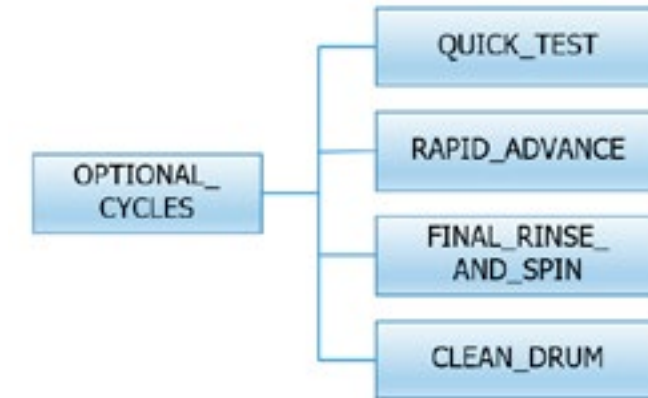 QUICK_TEST
RAPID_ADVANCE
OPTIONAL_
CYCLES
FINAL_RINSE_
AND_SPIN
CLEAN_DRUM